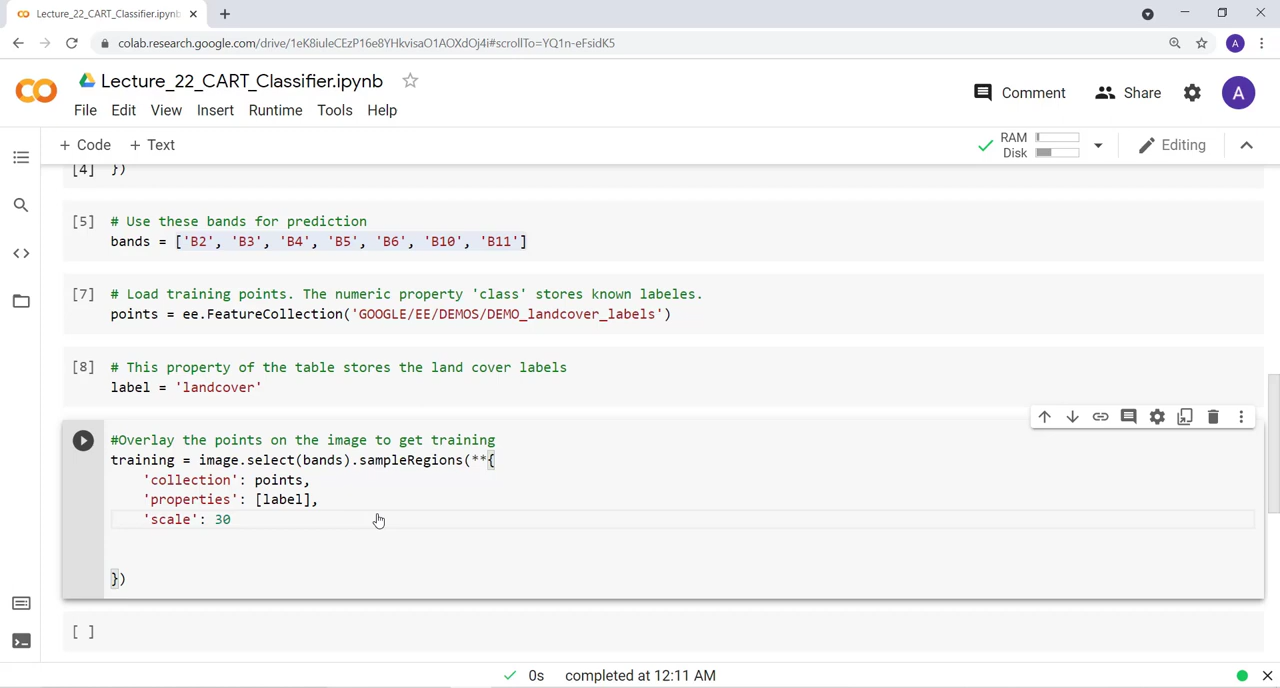 Lecture_22_CART_Classifier.ipynb
colab.research.google.com/drive/1eK8iuleCEzP16e8YHkvisaO1AOXdOj4i#scrollTo=YQ1n-eFsidK5
A
Lecture_22_CART_Classifier.ipynb
File Edit View Insert Runtime Tools Help
Comment Share A
+ Code + Text
RAM
Disk
Editing
[4] })
[5] # Use these bands for prediction
bands = ['B2', 'B3', 'B4', 'B5', 'B6', 'B10', 'B11']
[7] # Load training points. The numeric property 'class' stores known labeles.
points = ee.FeatureCollection('GOOGLE/EE/DEMOS/DEMO_landcover_labels')
[8] # This property of the table stores the land cover labels
label = 'landcover'
#Overlay the points on the image to get training
training = image.select(bands).sampleRegions(**{
'collection': points,
'properties': [label],
'scale': 30
})
[ ]
0s completed at 12:11 AM